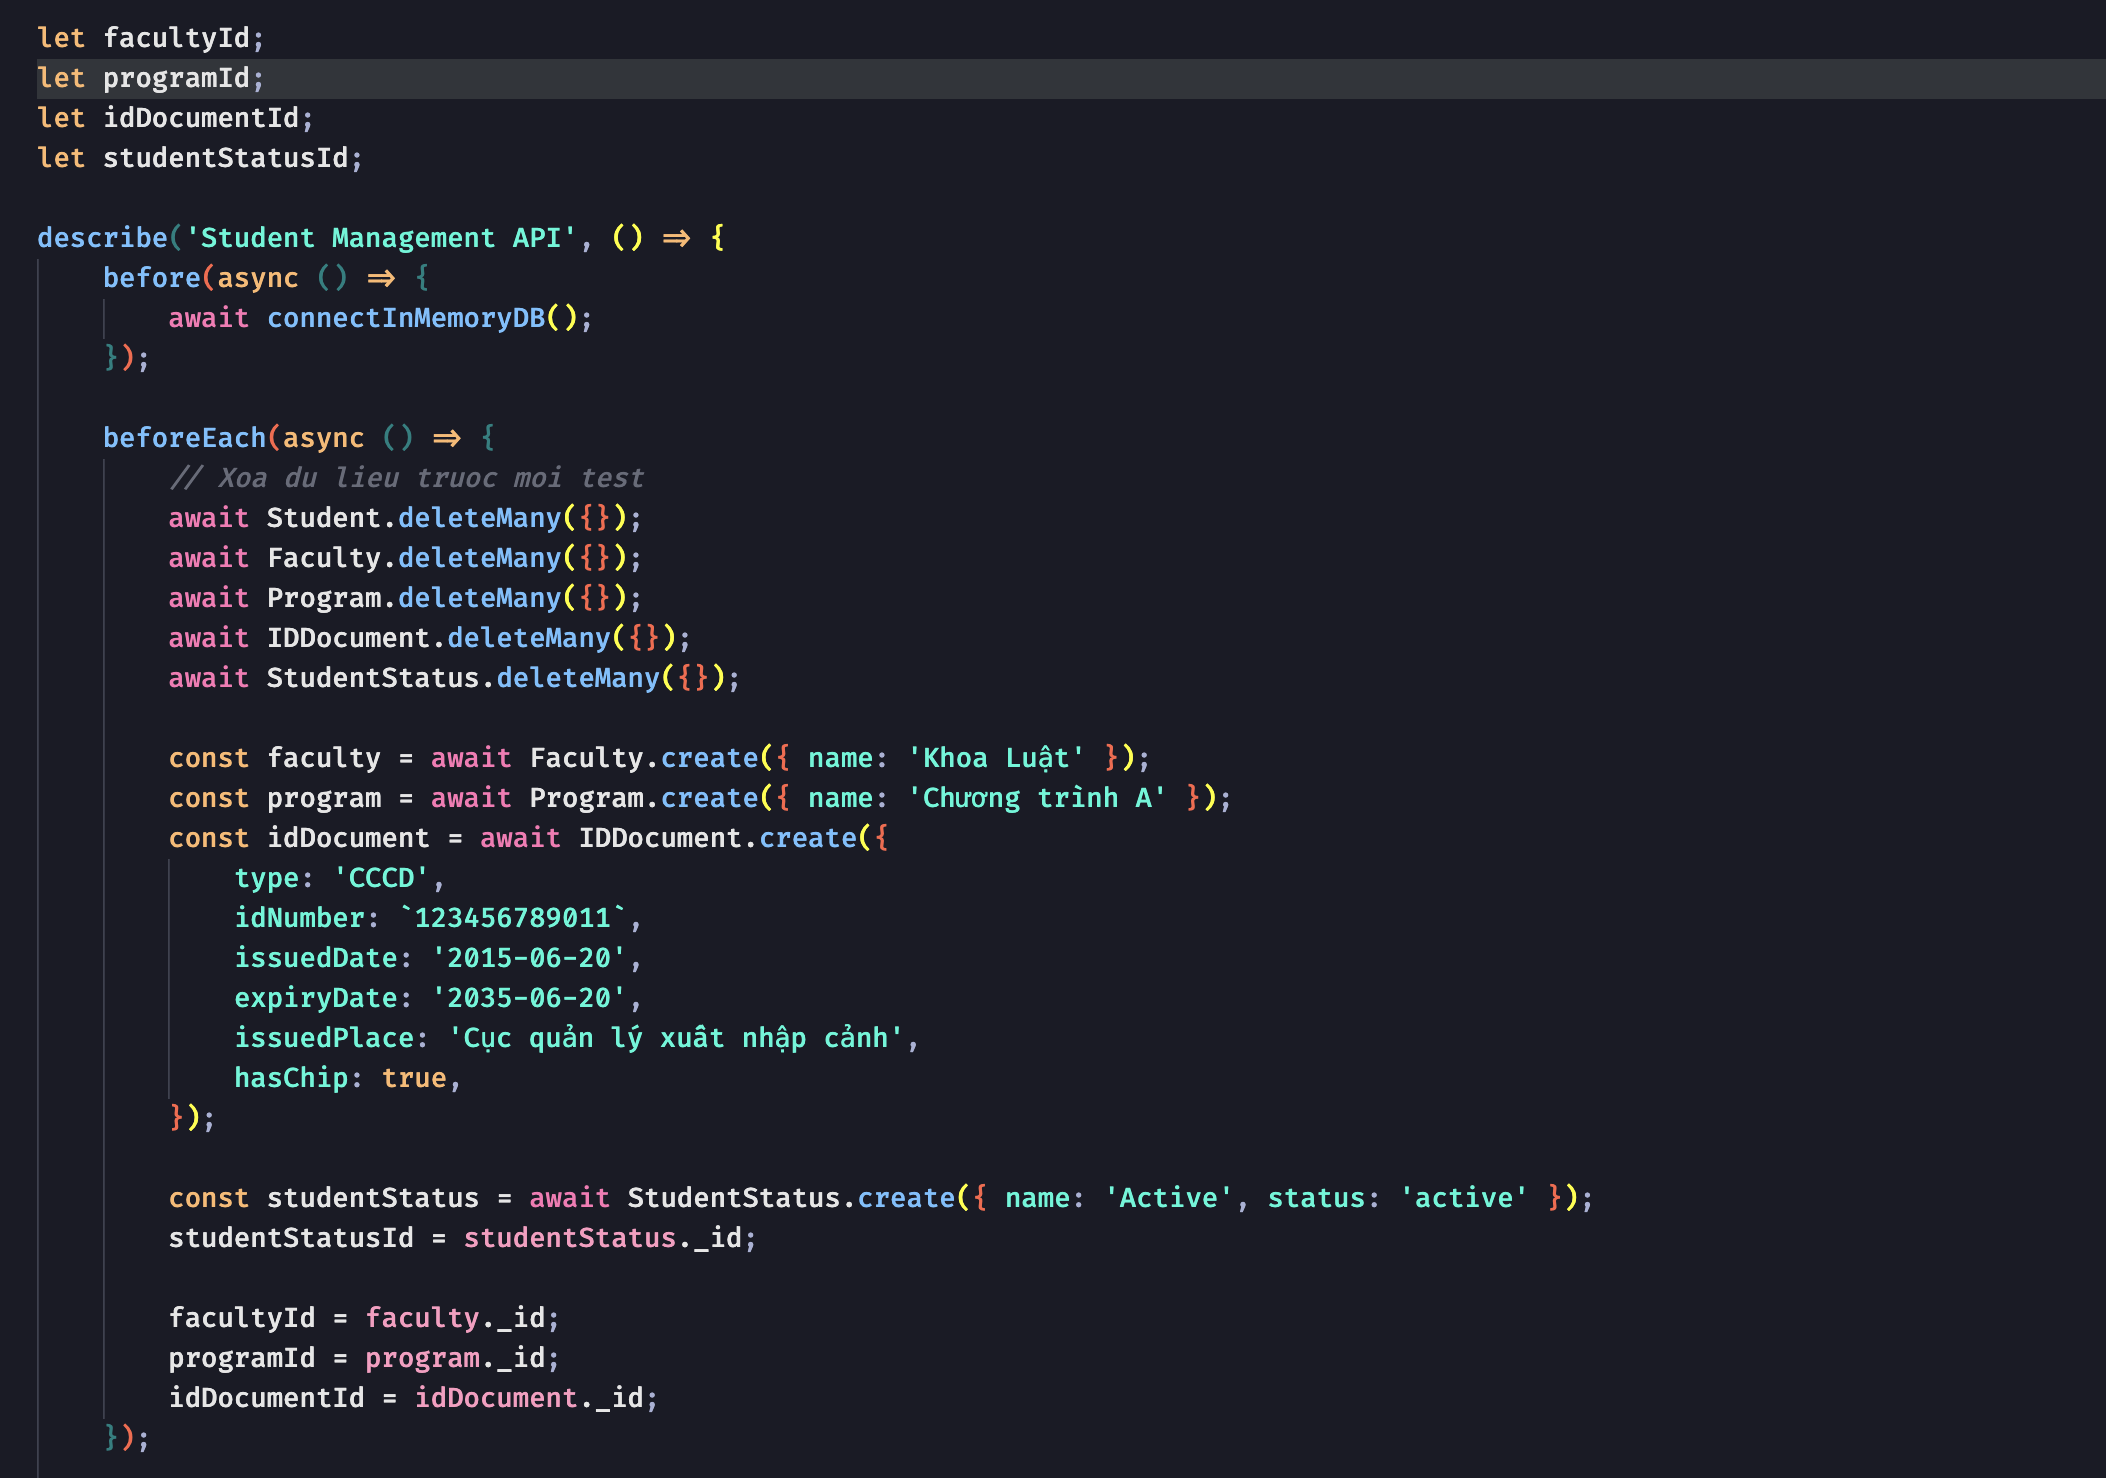 let facultyId;
let programId;
let idDocumentId;
let studentStatusId;
describe('Student Management API', () => {
before(async () => {
await connectInMemoryDB();
});
beforeEach(async () => {
// Xoa du lieu truoc moi test
await Student.deleteMany({});
await Faculty.deleteMany({});
await Program.deleteMany({});
await IDDocument.deleteMany({});
await StudentStatus.deleteMany({});
const faculty = await Faculty.create({ name: 'Khoa Luật' });
const program = await Program.create({ name: 'Chương trình A' });
const idDocument = await IDDocument.create({
type: 'CCCD',
idNumber: `123456789011`,
issuedDate: '2015-06-20',
expiryDate: '2035-06-20',
issuedPlace: 'Cục quản lý xuất nhập cảnh',
hasChip: true,
});
const studentStatus = await StudentStatus.create({ name: 'Active', status: 'active' });
studentStatusId = studentStatus._id;
facultyId = faculty._id;
programId = program._id;
idDocumentId = idDocument._id;
});